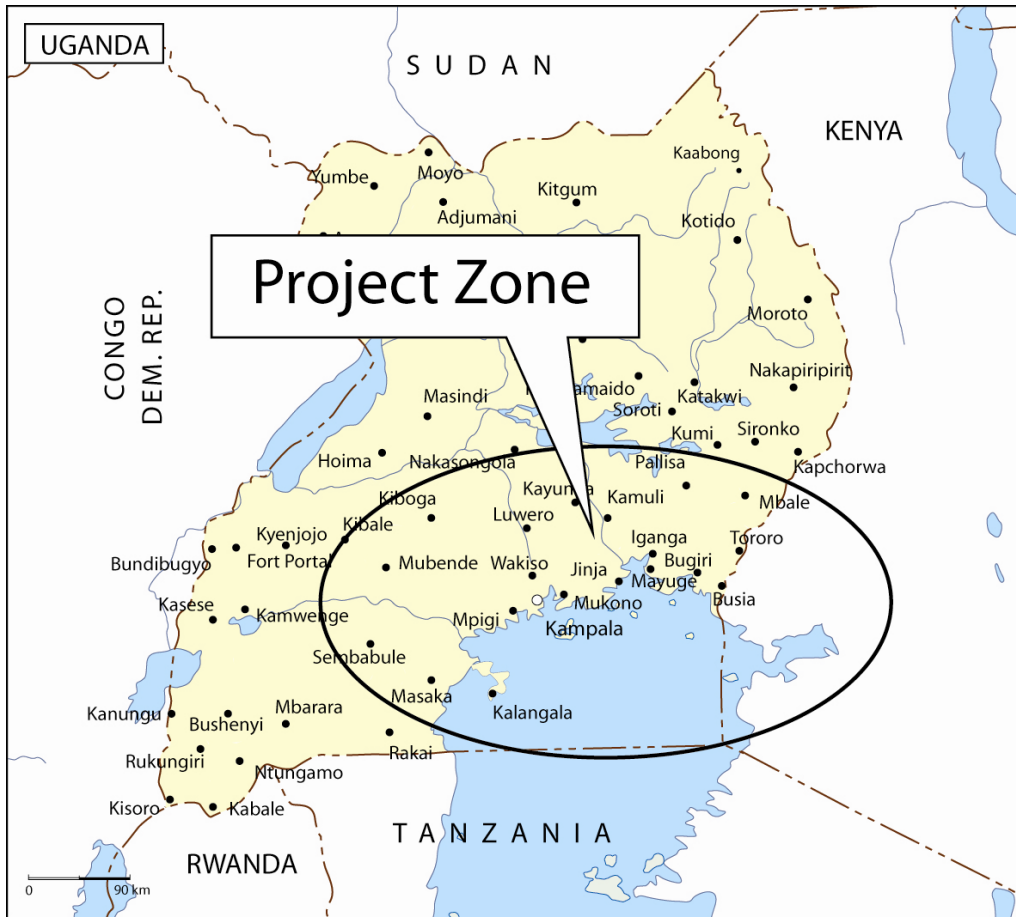 UGANDA
SUDAN
KENYA
Kaabong
Yumbe
Moyo
Kitgum
Adjumani
Kotido
Project Zone
CONGO
DEM. REP.
Moroto
Nakapiripirit
Masindi
Katakwi
Soroti
Kumi
Sironko
Hoima
Nakasongola
Pallisa
Kapchorwa
Kiboga
Kamuli
Mbale
Luwero
Kibale
Kyenjojo
Iganga
Tororo
Bundibugyo
Fort Portal
Mubende
Wakiso
Jinja
Bugiri
Mayuge
Kasese
Kamwenge
Mukono
Busia
Mpigi
Kampala
Sembabule
Masaka
Kalangala
Kanungu
Bushenyi
Mbarara
Rakai
Rukungiri
Ntungamo
Kisoro
Kabale
TANZANIA
RWANDA
0 90 km